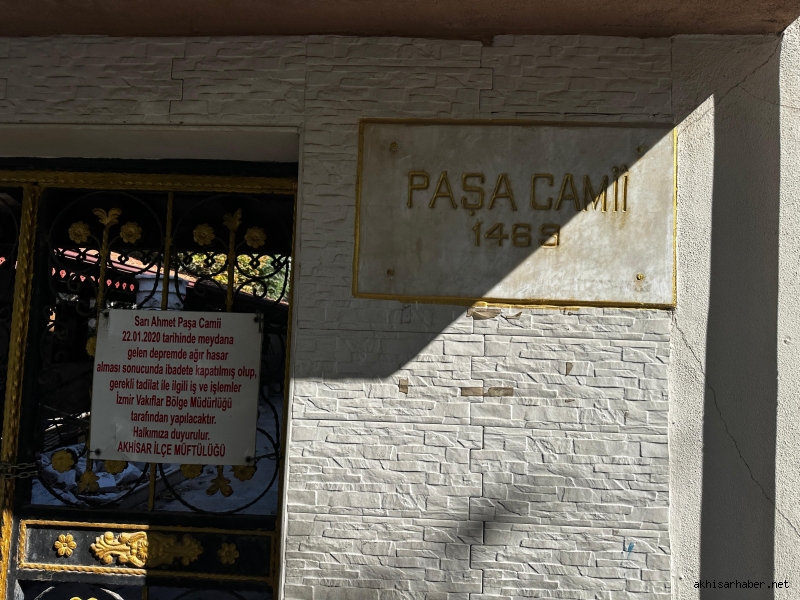 PAŞA CAMİİ
1469
Sarı Ahmet Paşa Camii
22.01.2020 tarihinde meydana
gelen depremde ağır hasar
alması sonucunda ibadete kapatılmış olup,
gerekli tadilat ile ilgili iş ve işlemler
İzmir Vakıflar Bölge Müdürlüğü
tarafından yapılacaktır.
Halkımıza duyurulur.
AKHİSAR İLÇE MÜFTÜLÜĞÜ
akhisarhaber.net